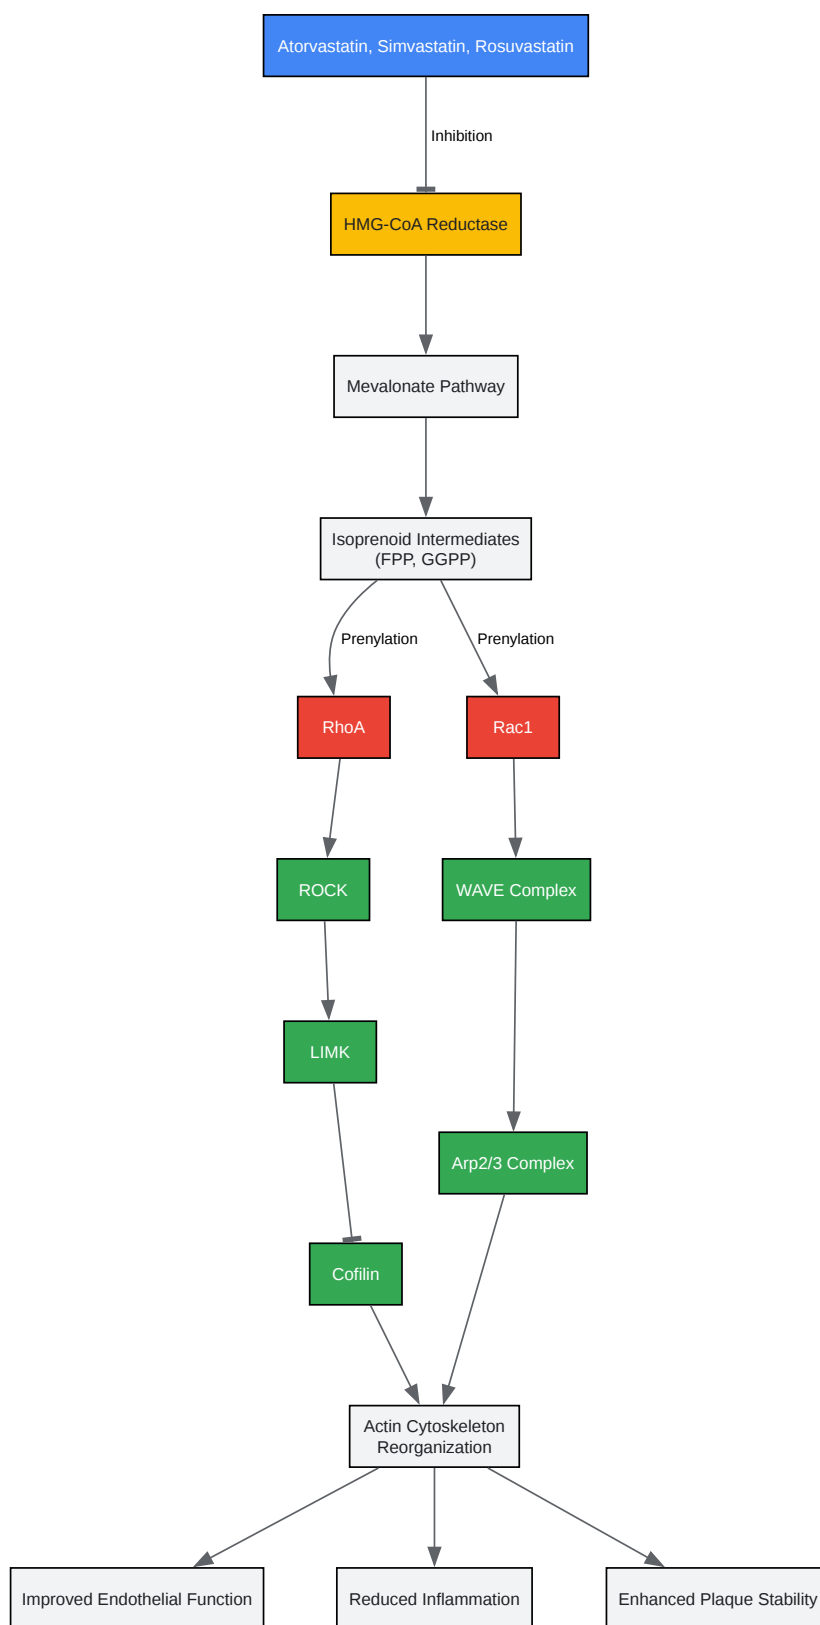 Atorvastatin, Simvastatin, Rosuvastatin
Inhibition
HMG-CoA Reductase
Mevalonate Pathway
Isoprenoid Intermediates
(FPP, GGPP)
Prenylation
Prenylation
RhoA
Rac1
ROCK
WAVE Complex
LIMK
Arp2/3 Complex
Cofilin
Actin Cytoskeleton
Reorganization
Improved Endothelial Function
Reduced Inflammation
Enhanced Plaque Stability